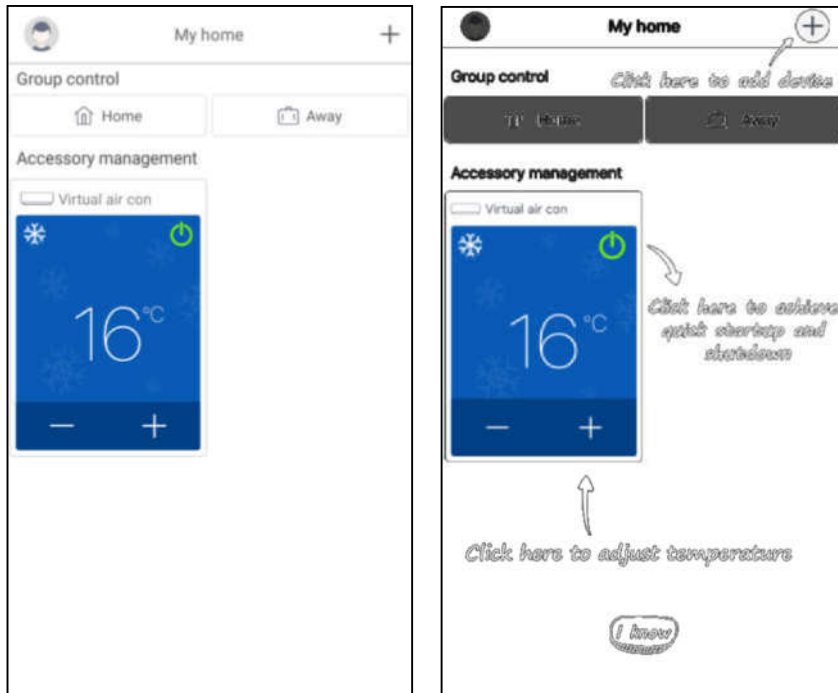 My home
Group control
Home
Away
Accessory management
Virtual air con
16°C
− +
My home
Click here to add device
Group control
Home
Away
Accessory management
Virtual air con
16°C
Click here to achieve
quick startup and
shutdown
− +
Click here to adjust temperature
I know